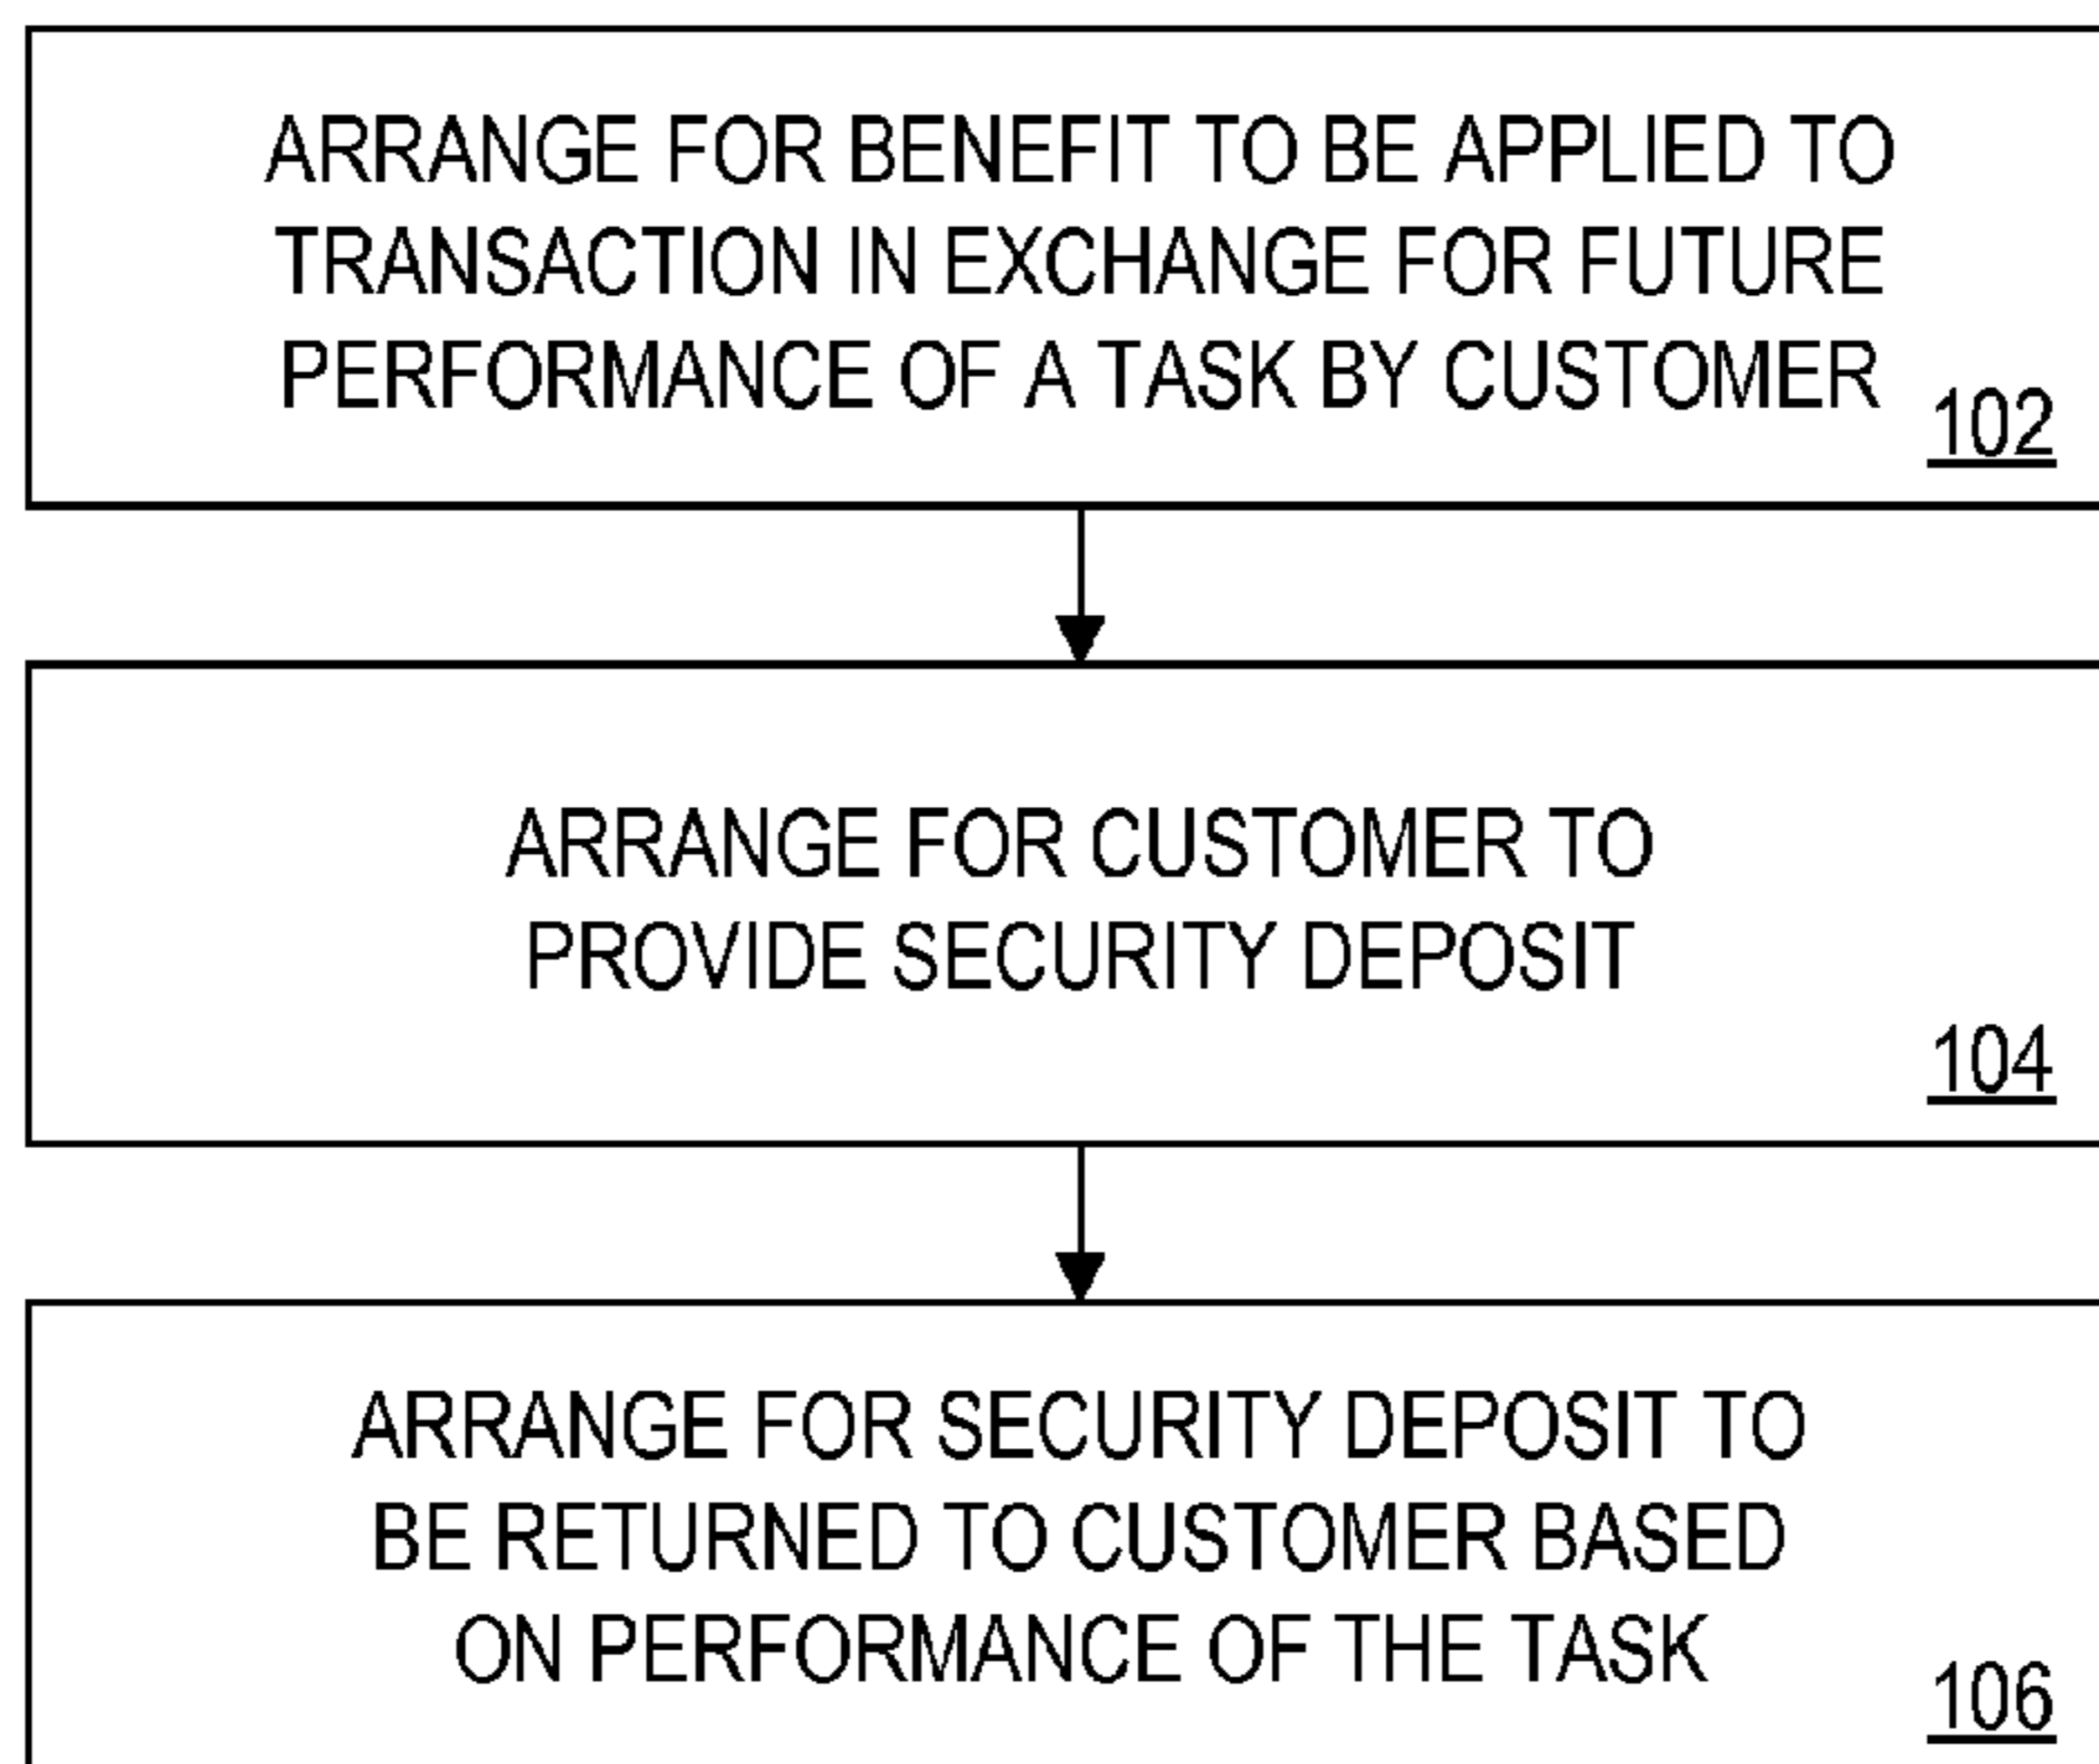 ARRANGE FOR BENEFIT TO BE APPLIED TO
TRANSACTION IN EXCHANGE FOR FUTURE
PERFORMANCE OF A TASK BY CUSTOMER
102
ARRANGE FOR CUSTOMER TO
PROVIDE SECURITY DEPOSIT
104
ARRANGE FOR SECURITY DEPOSIT TO
BE RETURNED TO CUSTOMER BASED
ON PERFORMANCE OF THE TASK
106